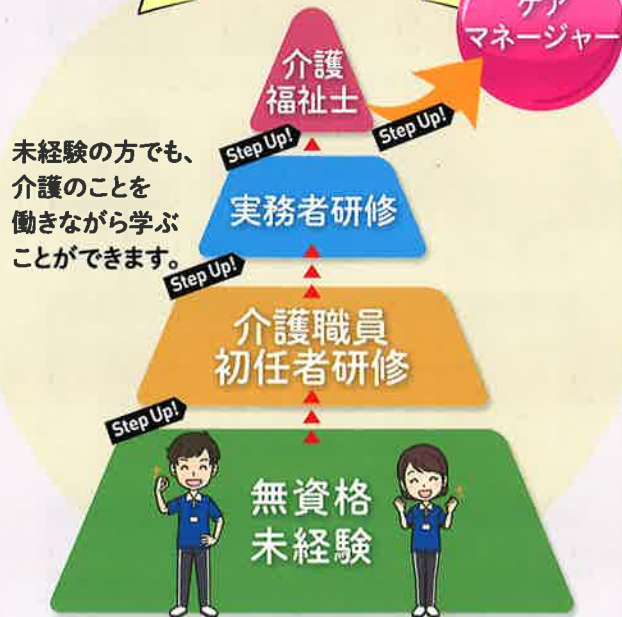 ケア
マネージャー
介護
福祉士
Step Up!
Step Up!
未経験の方でも、
介護のことを
働きながら学ぶ
ことができます。
実務者研修
Step Up!
介護職員
初任者研修
Step Up!
無資格
未経験